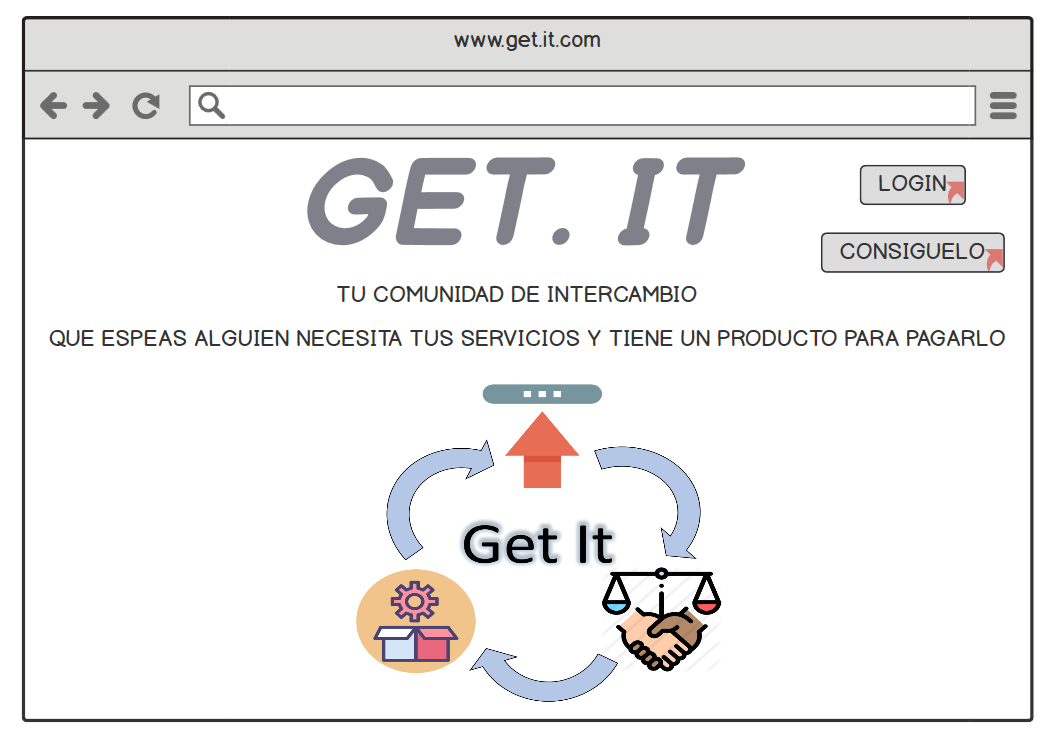 www.get.it.com
GET. IT
LOGIN
CONSIGUELO
TU COMUNIDAD DE INTERCAMBIO
QUE ESPEAS ALGUIEN NECESITA TUS SERVICIOS Y TIENE UN PRODUCTO PARA PAGARLO
Get It